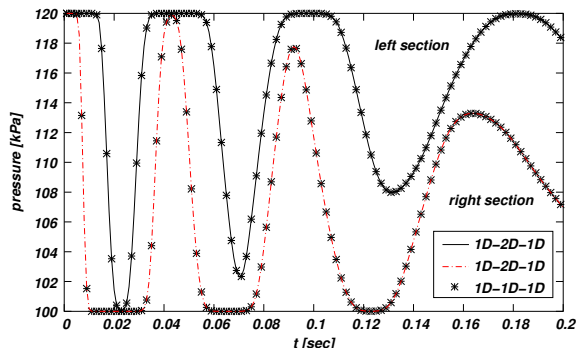 120
118
116
114
112
110
108
106
104
102
100
pressure [kPa]
left section
right section
1D-2D-1D
1D-2D-1D
1D-1D-1D
0 0.02 0.04 0.06 0.08 0.1 0.12 0.14 0.16 0.18 0.2
t [sec]